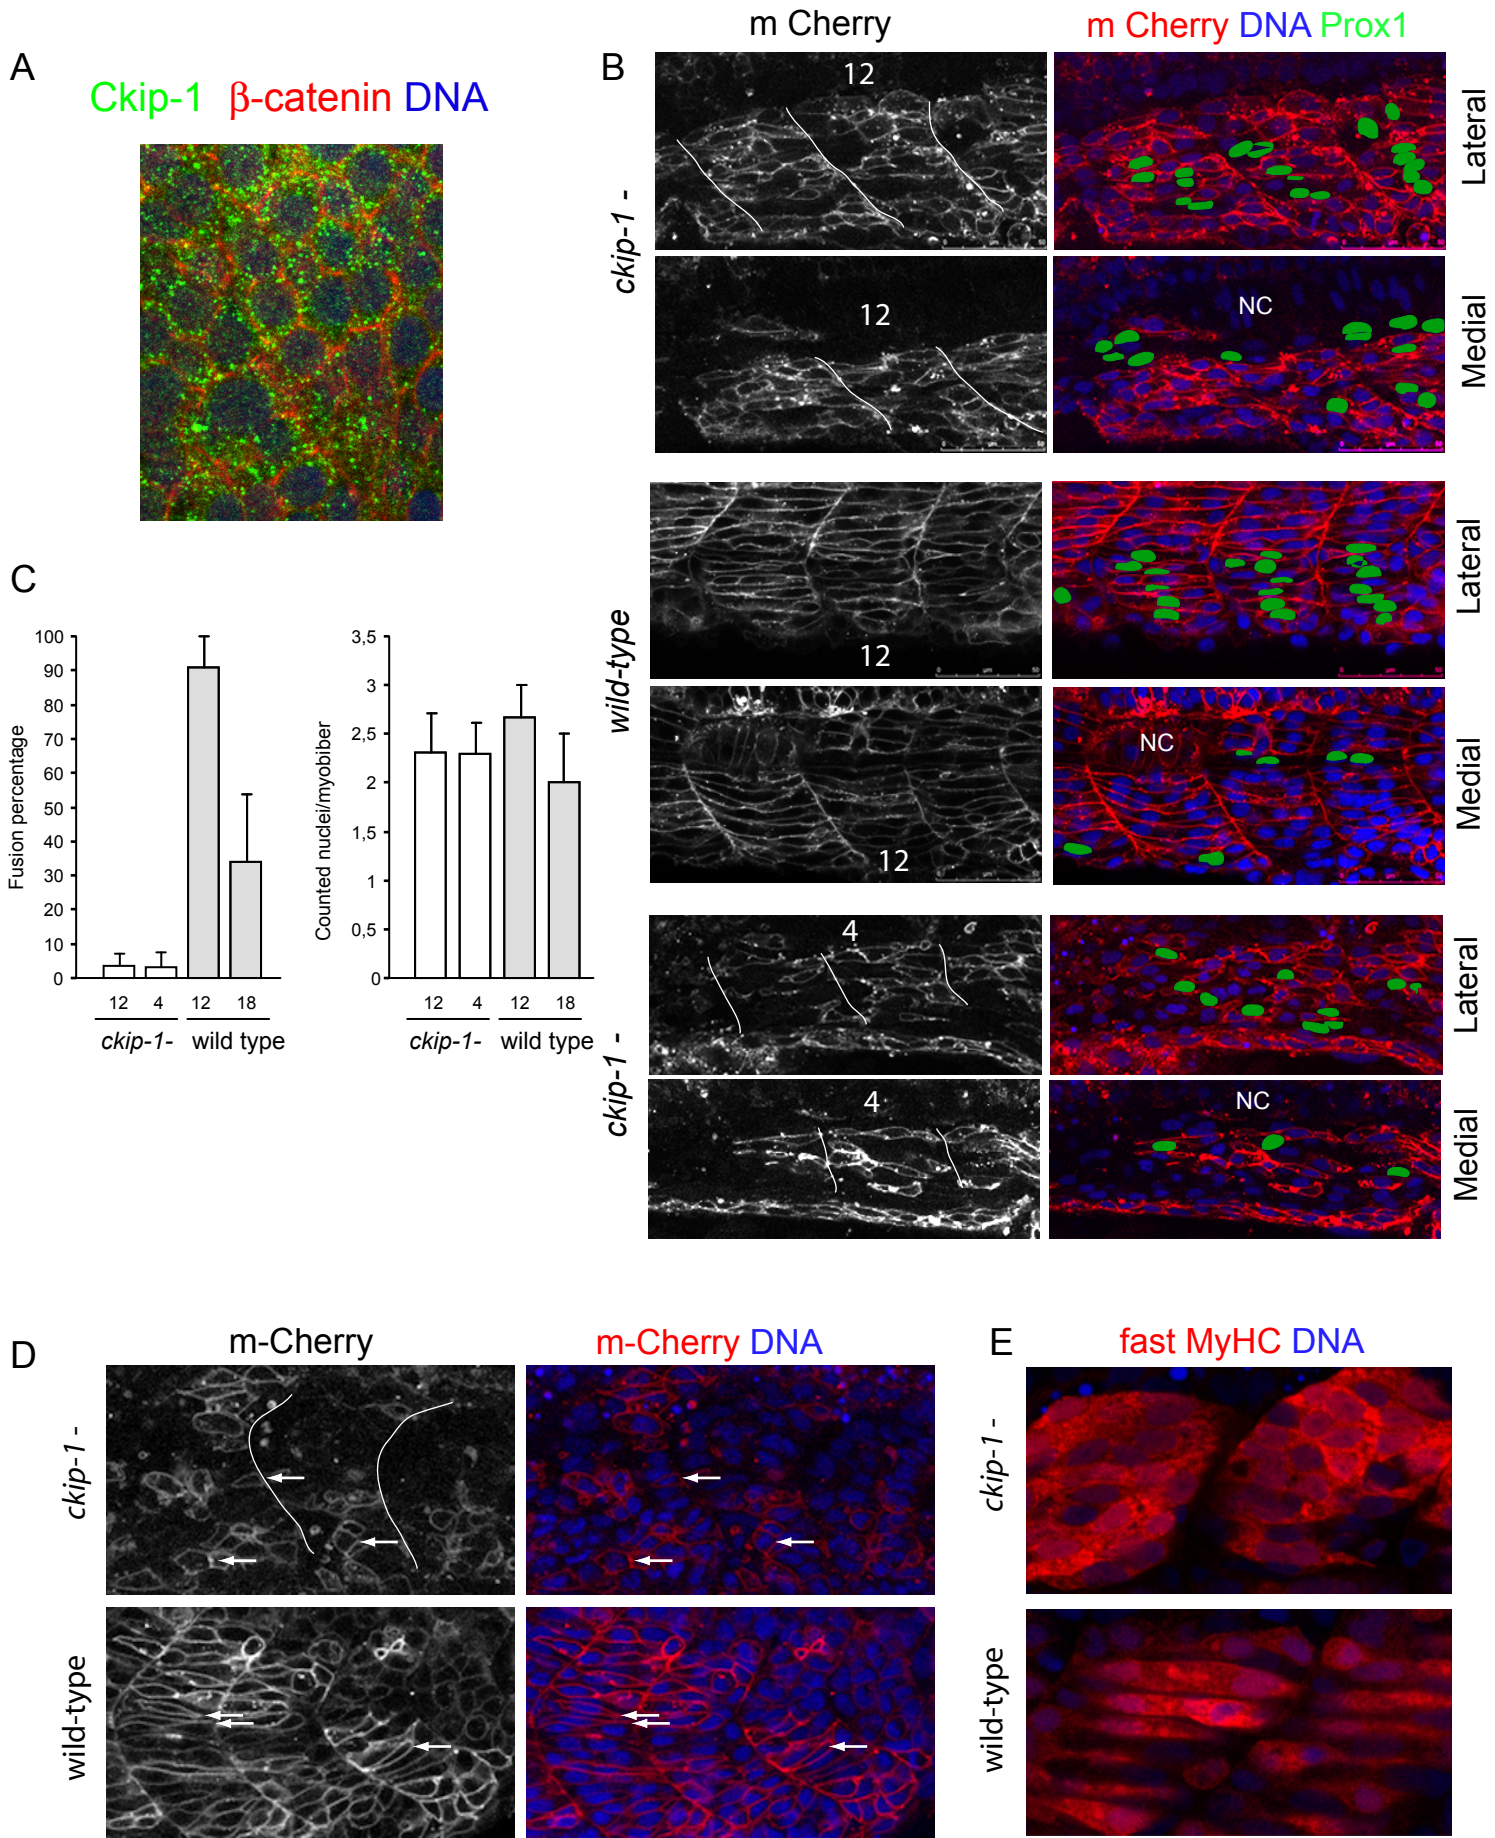 A
Ckip-1 β-catenin DNA
B
m Cherry
m Cherry DNA Prox1
ckip-1 -
12
Lateral
12
NC
Medial
wild-type
12
Lateral
NC
12
Medial
ckip-1 -
4
Lateral
4
NC
Medial
C
Fusion percentage
100
90
80
70
60
50
40
30
20
10
0
12 4 12 18
ckip-1- wild type
Counted nuclei/myobiber
3,5
3
2,5
2
1,5
1
0,5
0
12 4 12 18
ckip-1- wild type
D
m-Cherry
m-Cherry DNA
ckip-1 -
wild-type
E
fast MyHC DNA
ckip-1 -
wild-type